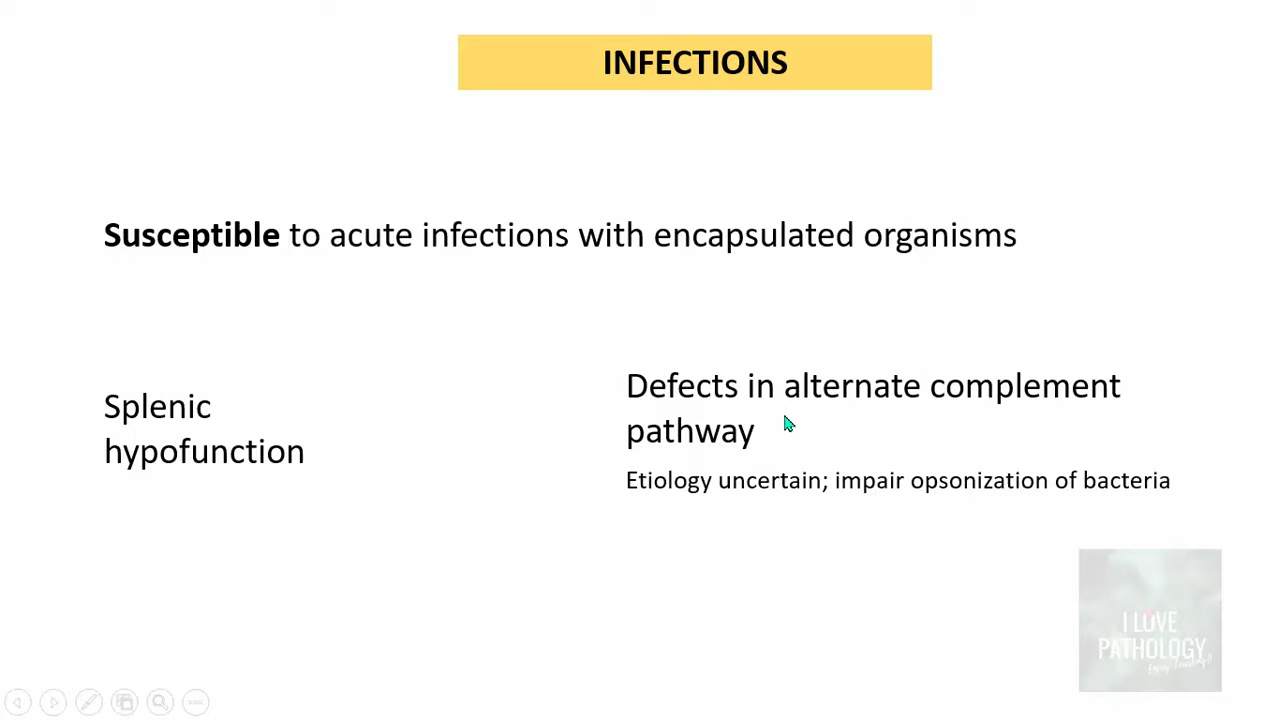 INFECTIONS
Susceptible to acute infections with encapsulated organisms
Splenic
hypofunction
Defects in alternate complement
pathway
Etiology uncertain; impair opsonization of bacteria
I LOVE
PATHOLOGY